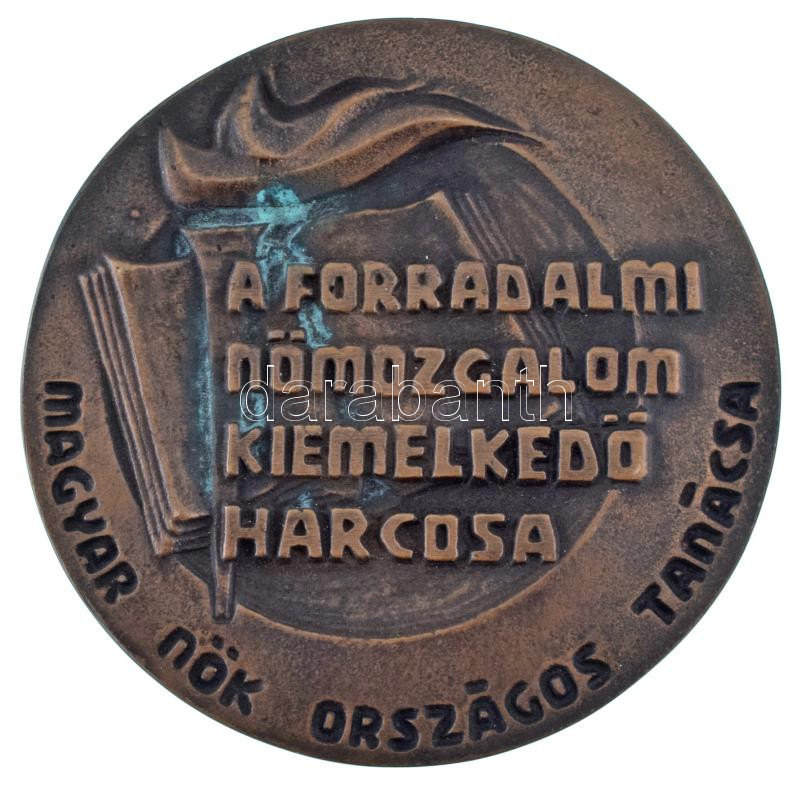 A FORRADALMI
NŐMOZGALOM
KIEMELKEDŐ
HARCOSA
MAGYAR NŐK ORSZÁGOS TANÁCSA
darabanth